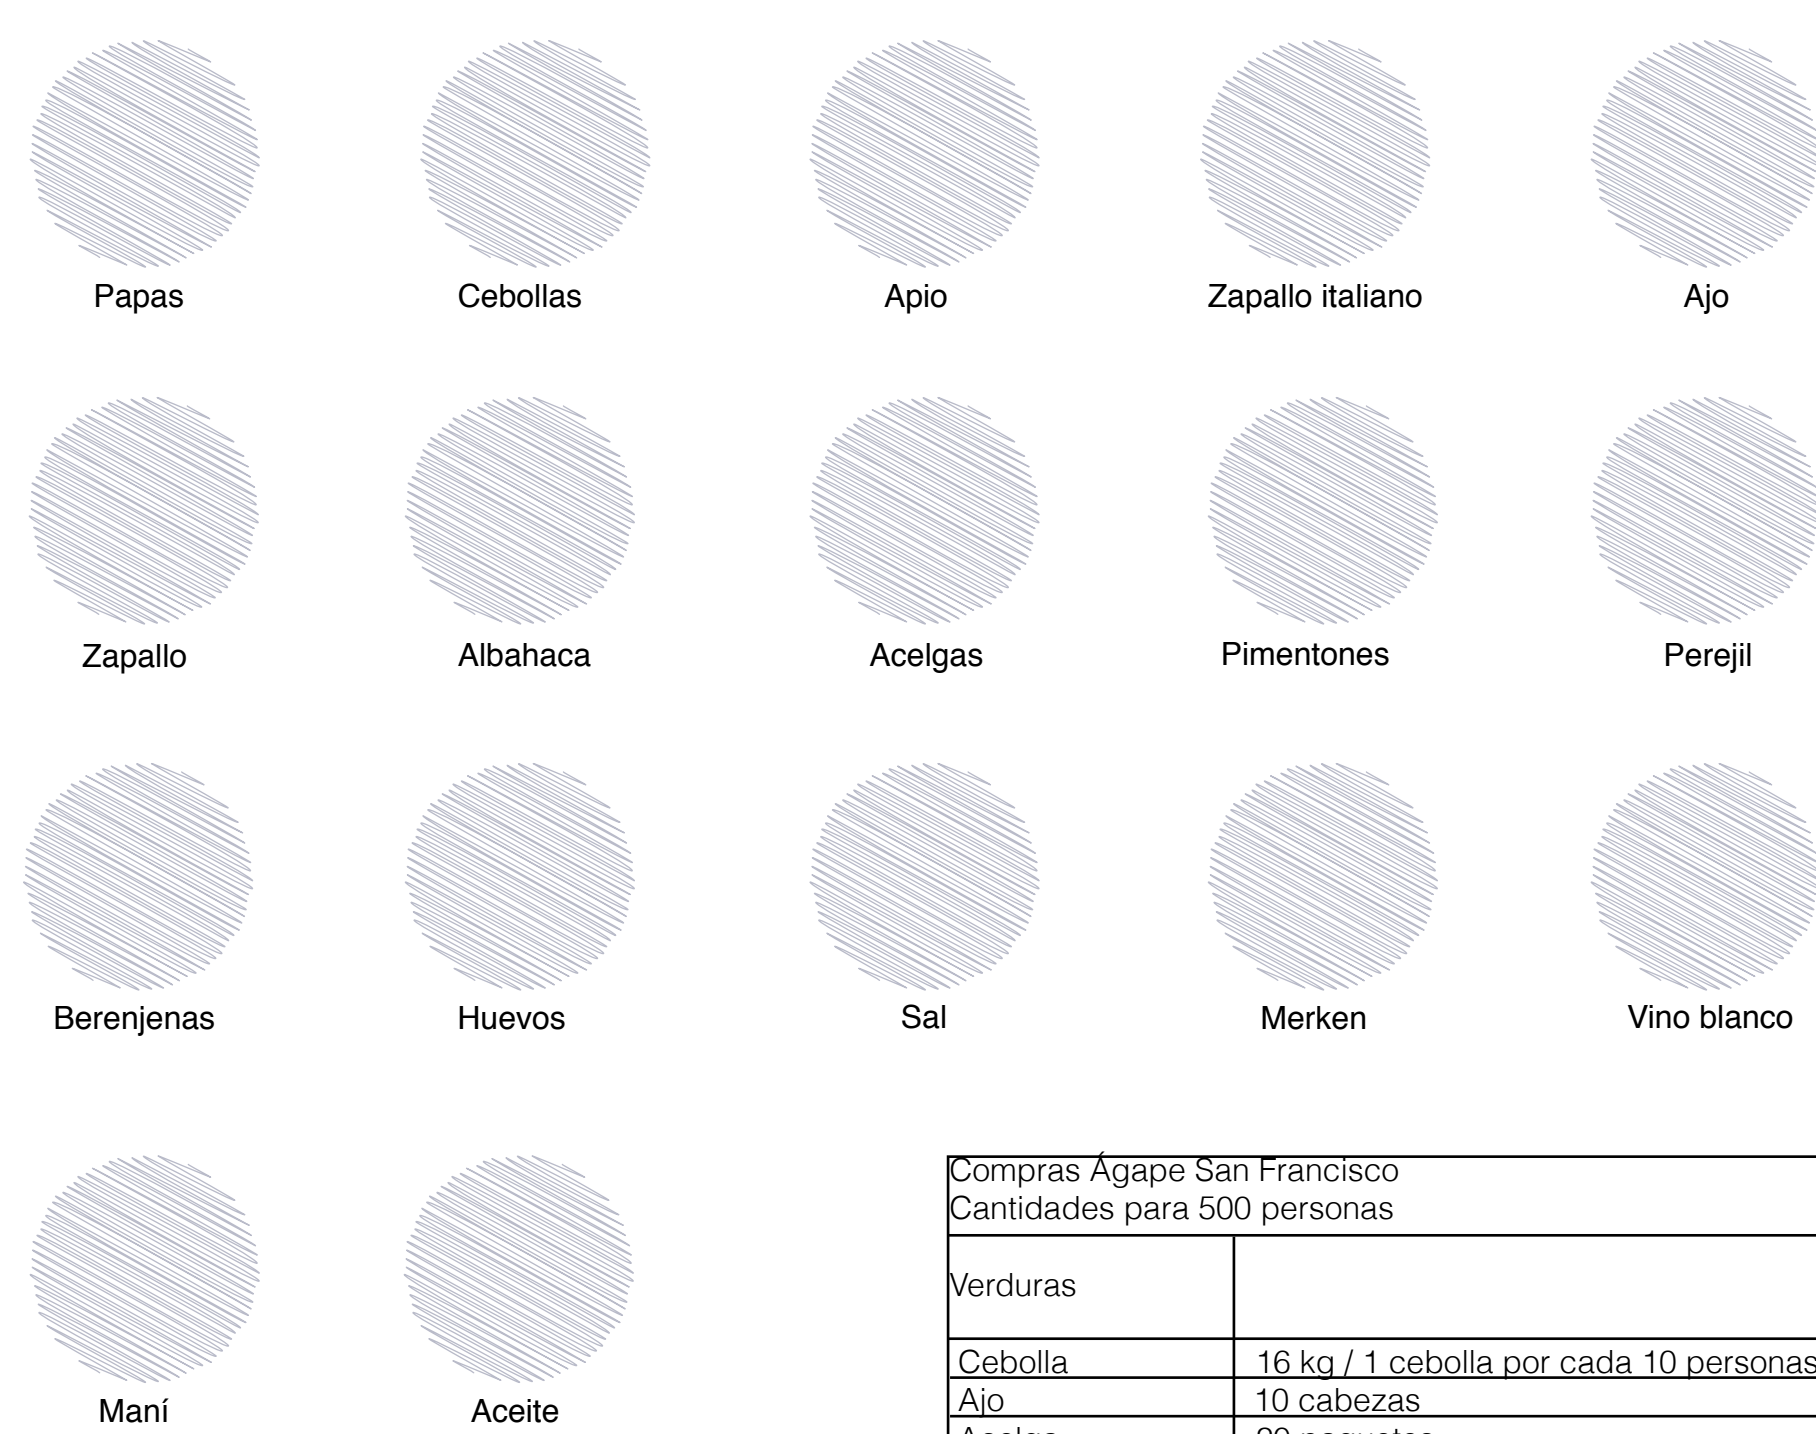 Papas
Cebollas
Apio
Zapallo italiano
Ajo
Zapallo
Albahaca
Acelgas
Pimentones
Perejil
Berenjenas
Huevos
Sal
Merken
Vino blanco
Maní
Aceite
Compras Ágape San Francisco
Cantidades para 500 personas
Verduras
Cebolla 16 kg / 1 cebolla por cada 10 personas
Ajo 10 cabezas